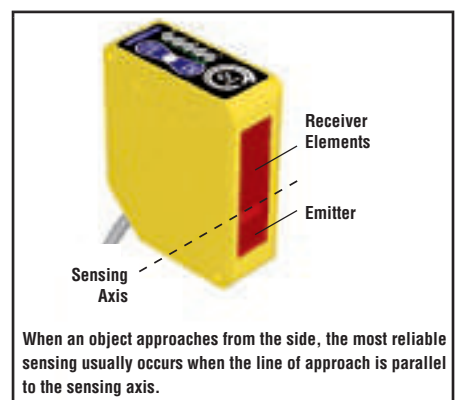 Receiver
Elements
Emitter
Sensing
Axis
When an object approaches from the side, the most reliable
sensing usually occurs when the line of approach is parallel
to the sensing axis.